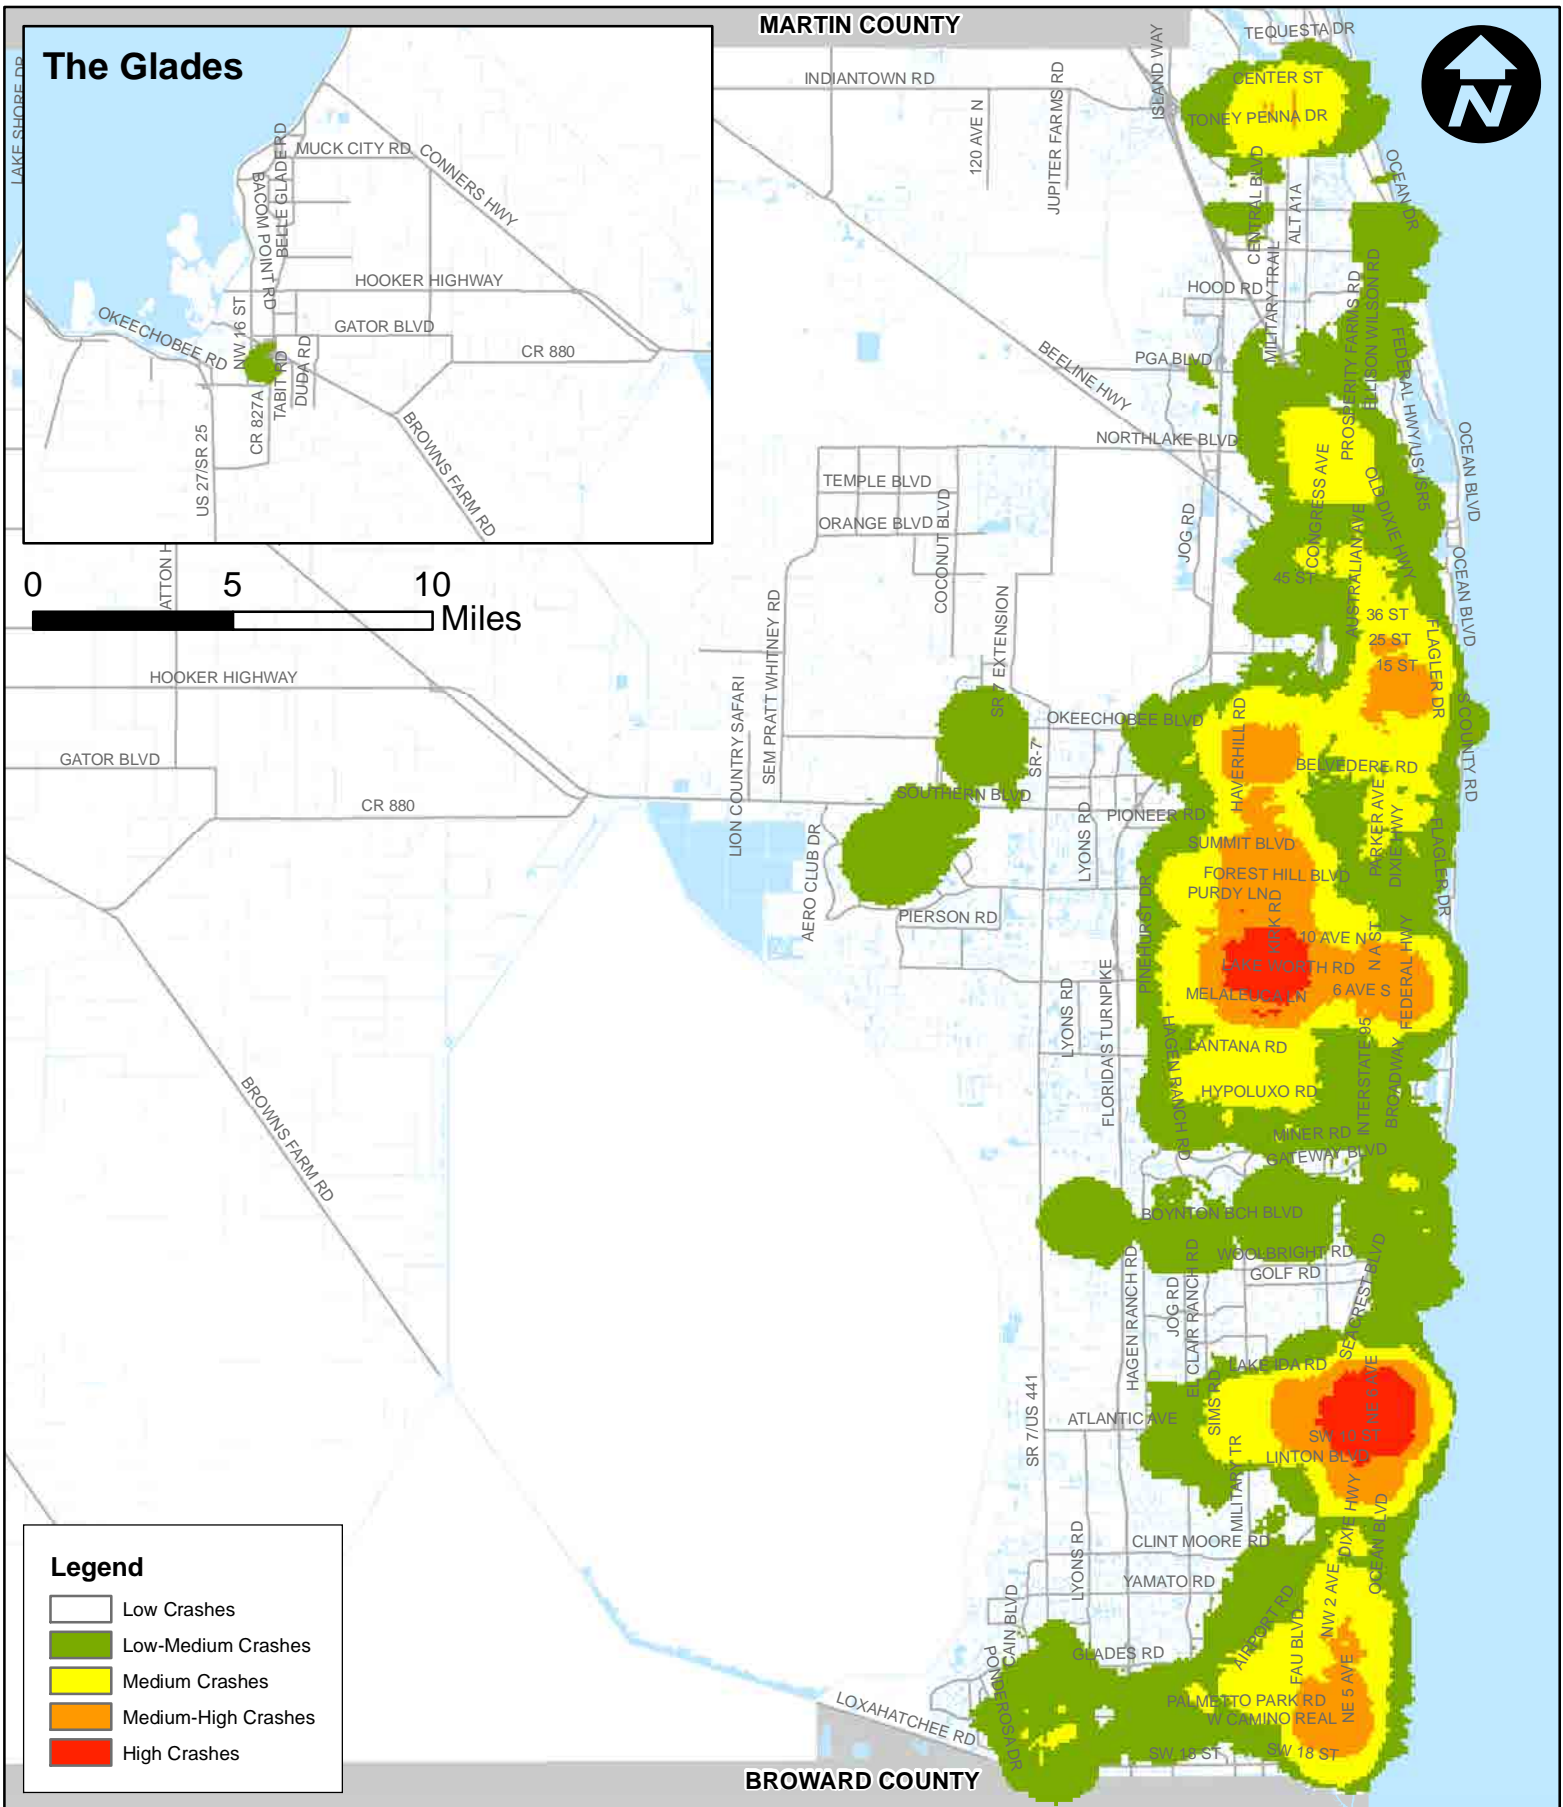 MARTIN COUNTY
The Glades
LAKE SHORE DR
MUCK CITY RD
CONNERS HWY
BELLE GLADE RD
BACOM POINT RD
HOOKER HIGHWAY
NW 16 ST
OKEECHOBEE RD
GATOR BLVD
CR 880
TABIT RD
DUDA RD
CR 827A
US 27/SR 25
BROWNS FARM RD
N
TEQUESTA DR
ISLAND WAY
INDIANTOWN RD
120 AVE N
JUPITER FARMS RD
CENTER ST
TONEY PENNA DR
OCEAN DR
CENTRAL BLVD
ALT A1A
MILITARY TRAIL
HOOD RD
PROSPERITY FARMS RD
ELLISON WILSON RD
FEDERAL HWY/US1/SR5
PGA BLVD
BEELINE HWY
NORTHLAKE BLVD
OCEAN BLVD
CONGRESS AVE
OLD DIXIE HWY
TEMPLE BLVD
ORANGE BLVD
COCONUT BLVD
JOG RD
AUSTRALIAN AVE
OCEAN BLVD
45 ST
0 5 10
Miles
36 ST
25 ST
15 ST
FLAGLER DR
S COUNTY RD
HOOKER HIGHWAY
GATOR BLVD
CR 880
LION COUNTRY SAFARI
SEM PRATT WHITNEY RD
SR 7 EXTENSION
SR-7
OKEECHOBEE BLVD
HAVERHILL RD
BELVEDERE RD
SOUTHERN BLVD
PIONEER RD
LYONS RD
PARKER AVE
DIXIE HWY
FLAGLER DR
SUMMIT BLVD
FOREST HILL BLVD
PURDY LN
AERO CLUB DR
PIERSON RD
PINEHURST DR
KIRK RD
10 AVE N
N A ST
FEDERAL HWY
LAKE WORTH RD
MELALEUCA LN
6 AVE S
LYONS RD
FLORIDA'S TURNPIKE
HAGEN RANCH RD
LANTANA RD
HYPOLUXO RD
INTERSTATE 95
BROADWAY
MINER RD
GATEWAY BLVD
BROWNS FARM RD
BOYNTON BCH BLVD
WOOLBRIGHT RD
GOLF RD
SEACREST BLVD
HAGEN RANCH RD
JOG RD
EL CLAIR RANCH RD
LAKE IDA RD
NE 6 AVE
SIMS RD
ATLANTIC AVE
SR 7/US 441
SW 10 ST
LINTON BLVD
MILITARY TR
DIXIE HWY
OCEAN BLVD
CLINT MOORE RD
LYONS RD
YAMATO RD
NW 2 AVE
AIRPORT RD
FAU BLVD
CAIN BLVD
GLADES RD
PONDEROSA DR
NE 5 AVE
PALMETTO PARK RD
W CAMINO REAL
LOXAHATCHEE RD
SW 18 ST
SW 18 ST
BROWARD COUNTY
Legend
Low Crashes
Low-Medium Crashes
Medium Crashes
Medium-High Crashes
High Crashes